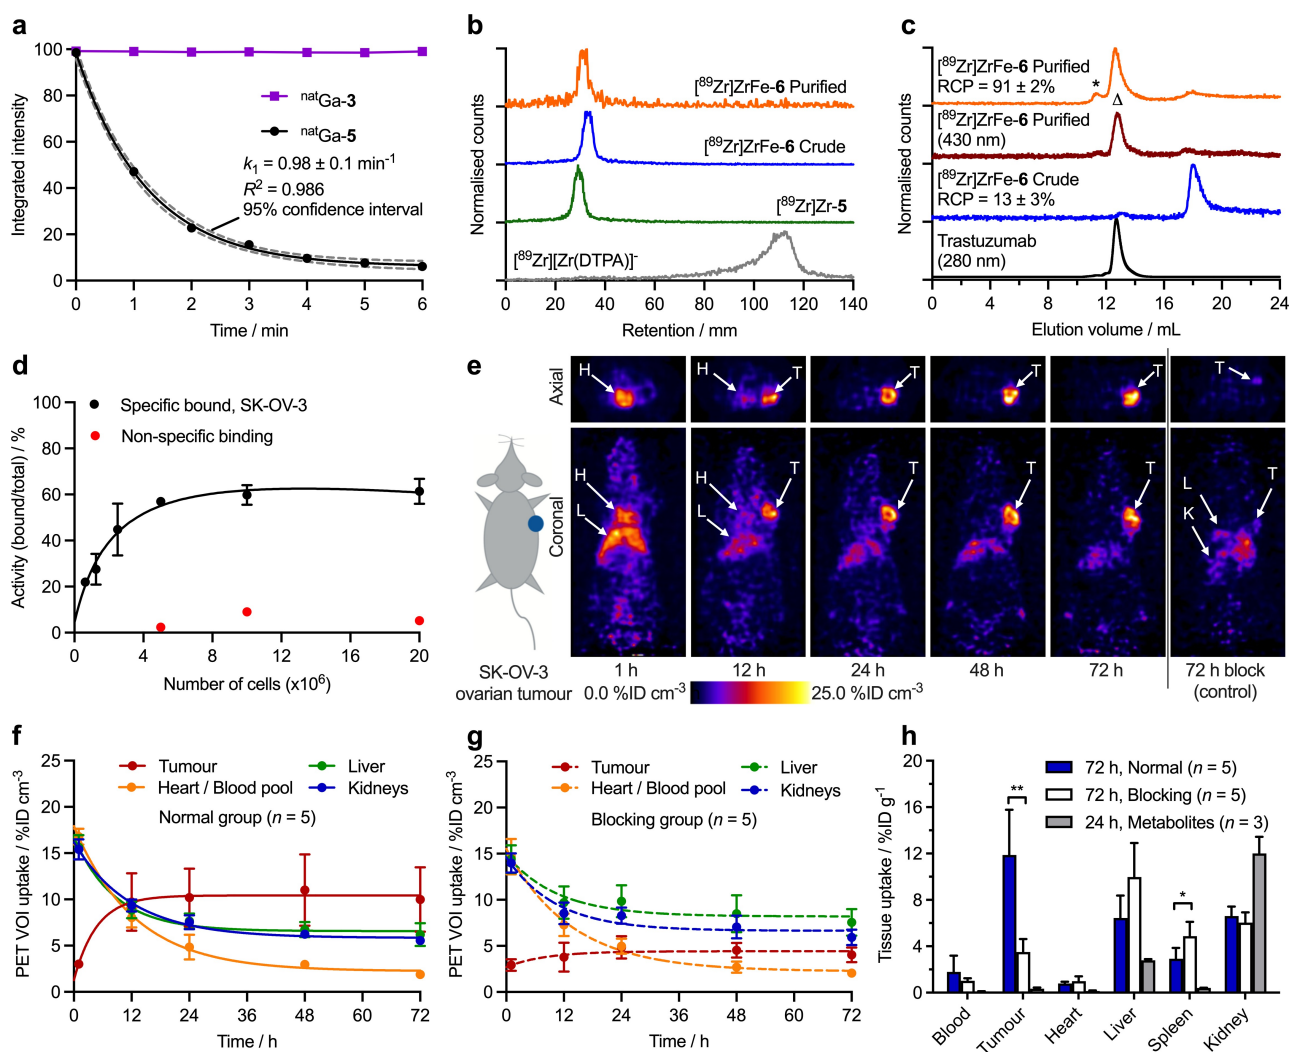 a
100
80
60
40
20
0
Integrated intensity
natGa-3
natGa-5
k1 = 0.98 ± 0.1 min-1
R2 = 0.986
95% confidence interval
0 1 2 3 4 5 6
Time / min
b
Normalised counts
[89Zr]ZrFe-6 Purified
[89Zr]ZrFe-6 Crude
[89Zr]Zr-5
[89Zr][Zr(DTPA)]-
0 20 40 60 80 100 120 140
Retention / mm
c
Normalised counts
[89Zr]ZrFe-6 Purified
RCP = 91 ± 2%
*
Δ
[89Zr]ZrFe-6 Purified
(430 nm)
[89Zr]ZrFe-6 Crude
RCP = 13 ± 3%
Trastuzumab
(280 nm)
0 4 8 12 16 20 24
Elution volume / mL
d
100
80
60
40
20
0
Activity (bound/total) / %
Specific bound, SK-OV-3
Non-specific binding
0 4 8 12 16 20
Number of cells (x106)
e
Axial
H
H T
T
T
T
T
Coronal
H
L
H
L
T
T
T
T
L
K
T
SK-OV-3
ovarian tumour
1 h 12 h 24 h 48 h 72 h 72 h block
(control)
0.0 %ID cm-3 25.0 %ID cm-3
f
25
20
15
10
5
0
PET VOI uptake / %ID cm-3
Tumour
Heart / Blood pool
Liver
Kidneys
Normal group (n = 5)
0 12 24 36 48 60 72
Time / h
g
25
20
15
10
5
0
PET VOI uptake / %ID cm-3
Tumour
Heart / Blood pool
Liver
Kidneys
Blocking group (n = 5)
0 12 24 36 48 60 72
Time / h
h
20
16
12
8
4
0
Tissue uptake / %ID g-1
72 h, Normal (n = 5)
72 h, Blocking (n = 5)
24 h, Metabolites (n = 3)
**
*
Blood
Tumour
Heart
Liver
Spleen
Kidney